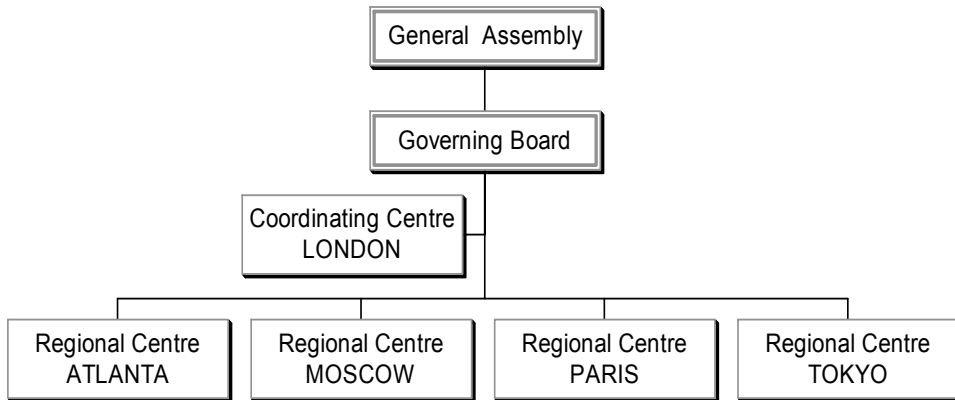 General Assembly
Governing Board
Coordinating Centre
LONDON
Regional Centre
ATLANTA
Regional Centre
MOSCOW
Regional Centre
PARIS
Regional Centre
TOKYO